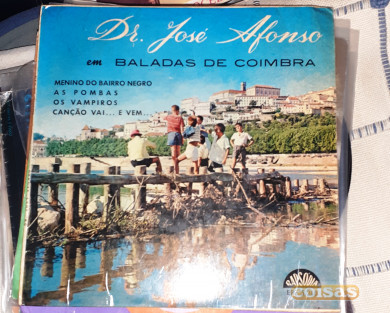 Dr. José Afonso
em BALADAS DE COIMBRA
MENINO DO BAIRRO NEGRO
AS POMBAS
OS VAMPIROS
CANÇÃO VAI... E VEM...
RAPSÓDIA
coisas